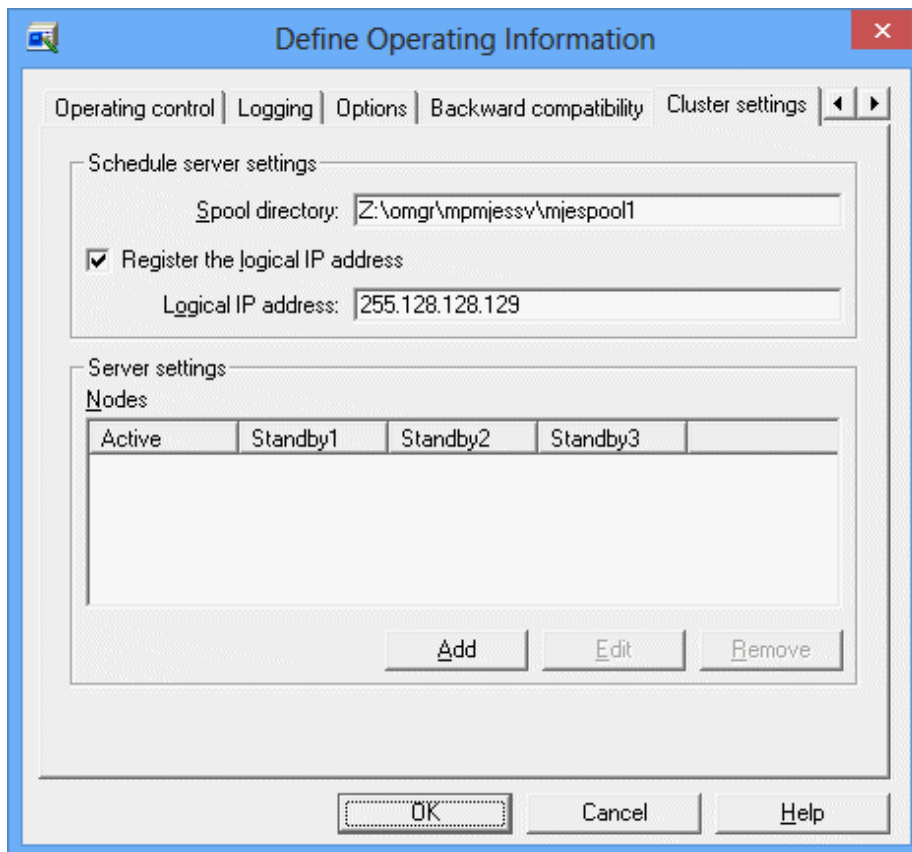 Define Operating Information
Operating control Logging Options Backward compatibility Cluster settings
Schedule server settings
Spool directory: Z:\omgr\mpmjessv\mjespool1
Register the logical IP address
Logical IP address: 255.128.128.129
Server settings
Nodes
Active Standby1 Standby2 Standby3
Add Edit Remove
OK Cancel Help